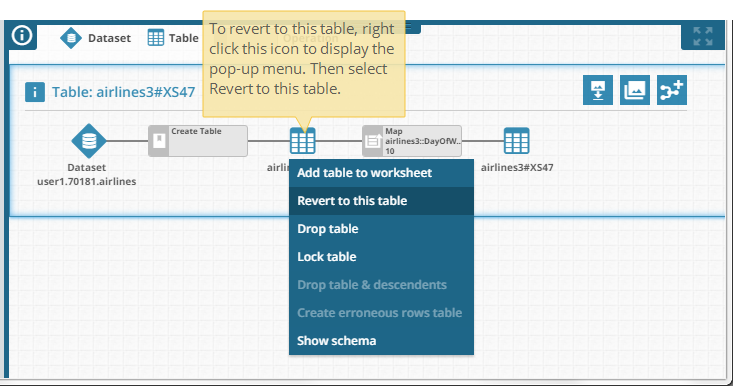 To revert to this table, right
click this icon to display the
pop-up menu. Then select
Revert to this table.
Dataset
Table
Operation
Table: airlines3#XS47
Create Table
Map
airlines3::DayOfW..
10
Dataset
user1.70181.airlines
airlines3#XS47
Add table to worksheet
Revert to this table
Drop table
Lock table
Drop table & descendents
Create erroneous rows table
Show schema